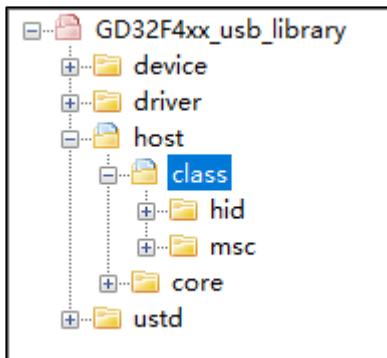 GD32F4xx_usb_library
device
driver
host
class
hid
msc
core
ustd